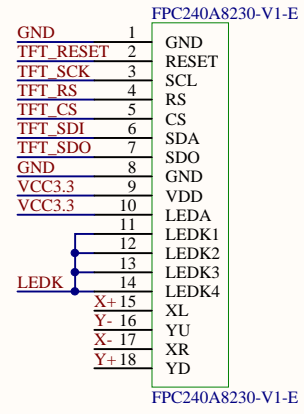 FPC240A8230-V1-E
GND 1 GND
TFT_RESET 2 RESET
TFT_SCK 3 SCL
TFT_RS 4 RS
TFT_CS 5 CS
TFT_SDI 6 SDA
TFT_SDO 7 SDO
GND 8 GND
VCC3.3 9 VDD
VCC3.3 10 LEDA
11 LEDK1
12 LEDK2
13 LEDK3
LEDK 14 LEDK4
X+ 15 XL
Y- 16 YU
X- 17 XR
Y+ 18 YD
FPC240A8230-V1-E